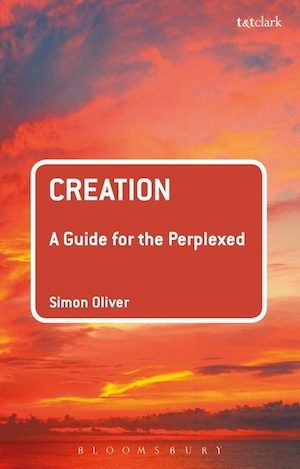 t&tclark
CREATION
A Guide for the Perplexed
Simon Oliver
BLOOMSBURY